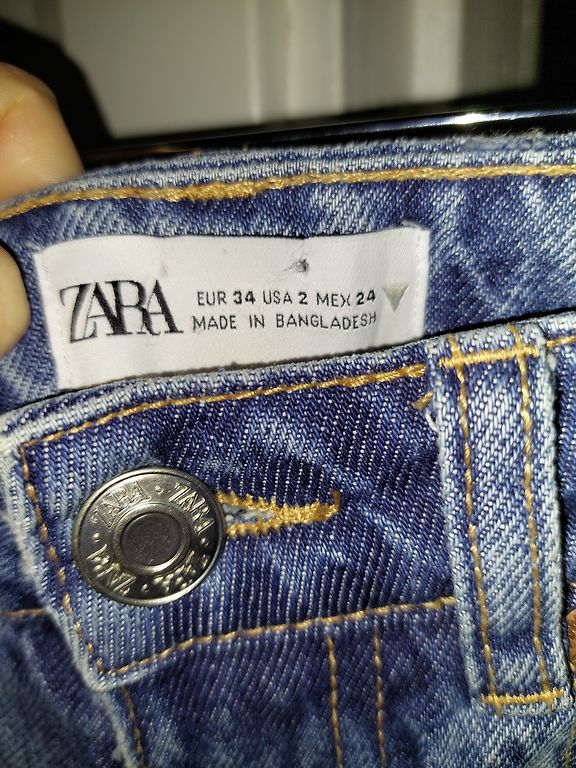 ZARA
EUR 34 USA 2 MEX 24
MADE IN BANGLADESH
ZARA • ZARA • ZARA • ZARA •